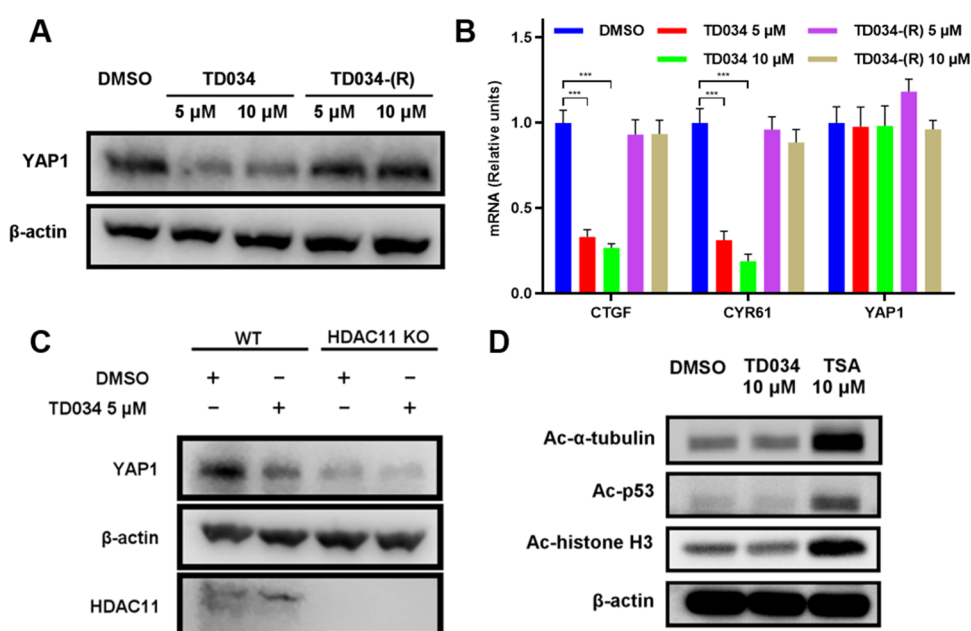 A
DMSO TD034 TD034-(R)
5 μM 10 μM 5 μM 10 μM
YAP1
β-actin
B
DMSO TD034 5 μM TD034-(R) 5 μM
TD034 10 μM TD034-(R) 10 μM
mRNA (Relative units)
1.5
1.0
0.5
0.0
*** ***
*** ***
CTGF CYR61 YAP1
C
WT HDAC11 KO
DMSO + − + −
TD034 5 μM − + − +
YAP1
β-actin
HDAC11
D
DMSO TD034 TSA
10 μM 10 μM
Ac-α-tubulin
Ac-p53
Ac-histone H3
β-actin